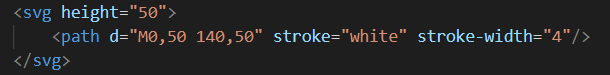 <svg height="50">
    <path d="M0,50 140,50" stroke="white" stroke-width="4"/>
</svg>